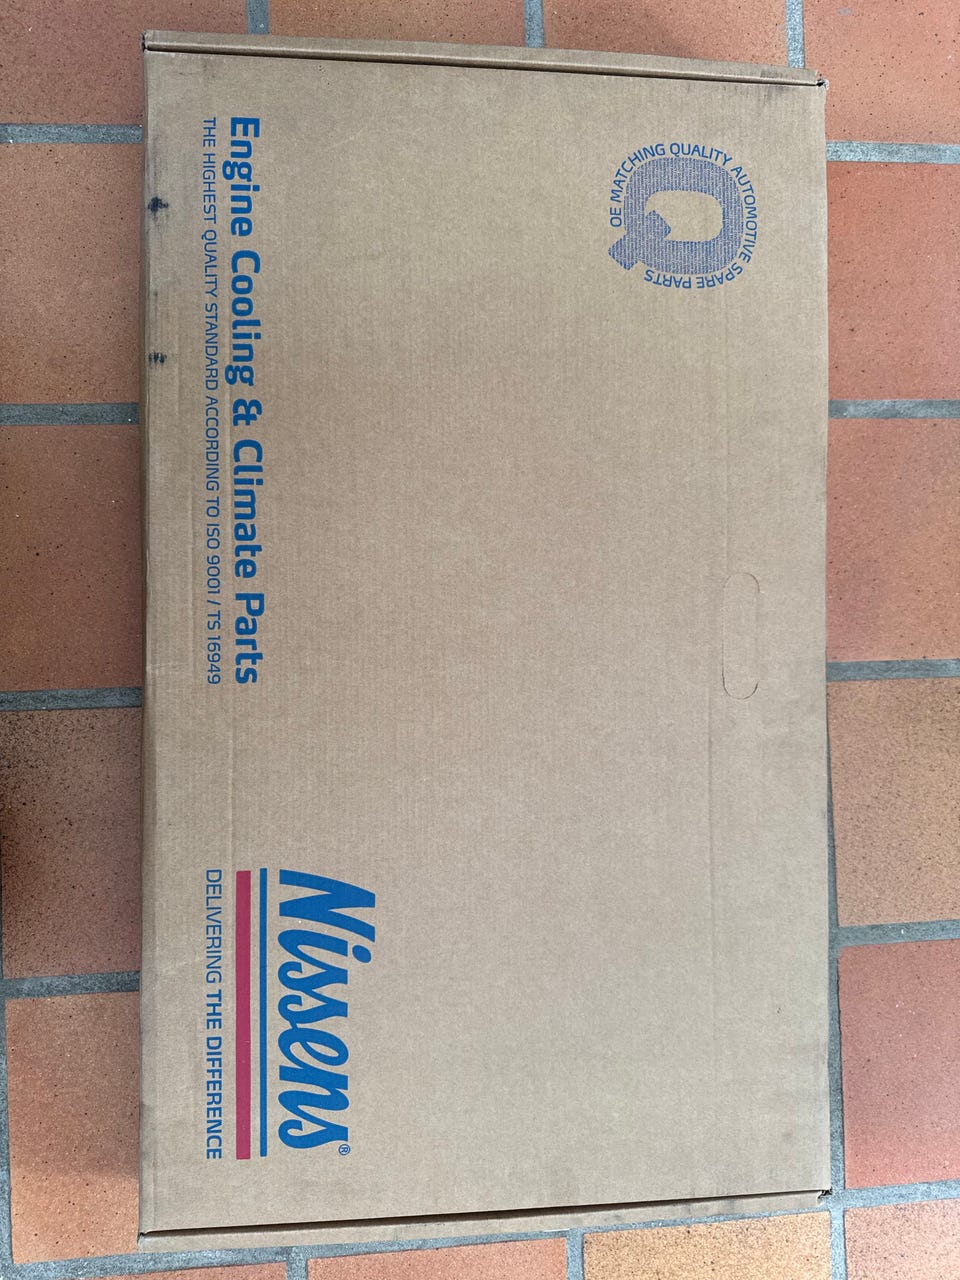 OE MATCHING QUALITY AUTOMOTIVE SPARE PARTS
Q
Engine Cooling & Climate Parts
THE HIGHEST QUALITY STANDARD ACCORDING TO ISO 9001 / TS 16949
Nissens®
DELIVERING THE DIFFERENCE